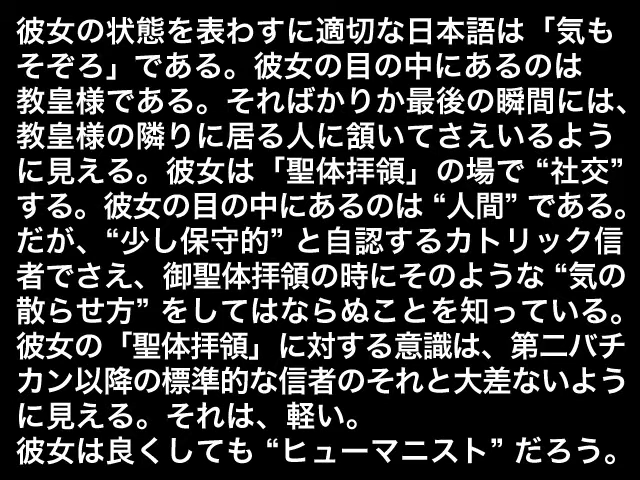 彼女の状態を表わすに適切な日本語は「気も
そぞろ」である。彼女の目の中にあるのは
教皇様である。そればかりか最後の瞬間には、
教皇様の隣りに居る人に頷いてさえいるよう
に見える。彼女は「聖体拝領」の場で “社交”
する。彼女の目の中にあるのは “人間” である。
だが、“少し保守的” と自認するカトリック信
者でさえ、御聖体拝領の時にそのような “気の
散らせ方” をしてはならぬことを知っている。
彼女の「聖体拝領」に対する意識は、第二バチ
カン以降の標準的な信者のそれと大差ないよう
に見える。それは、軽い。
彼女は良くしても “ヒューマニスト” だろう。